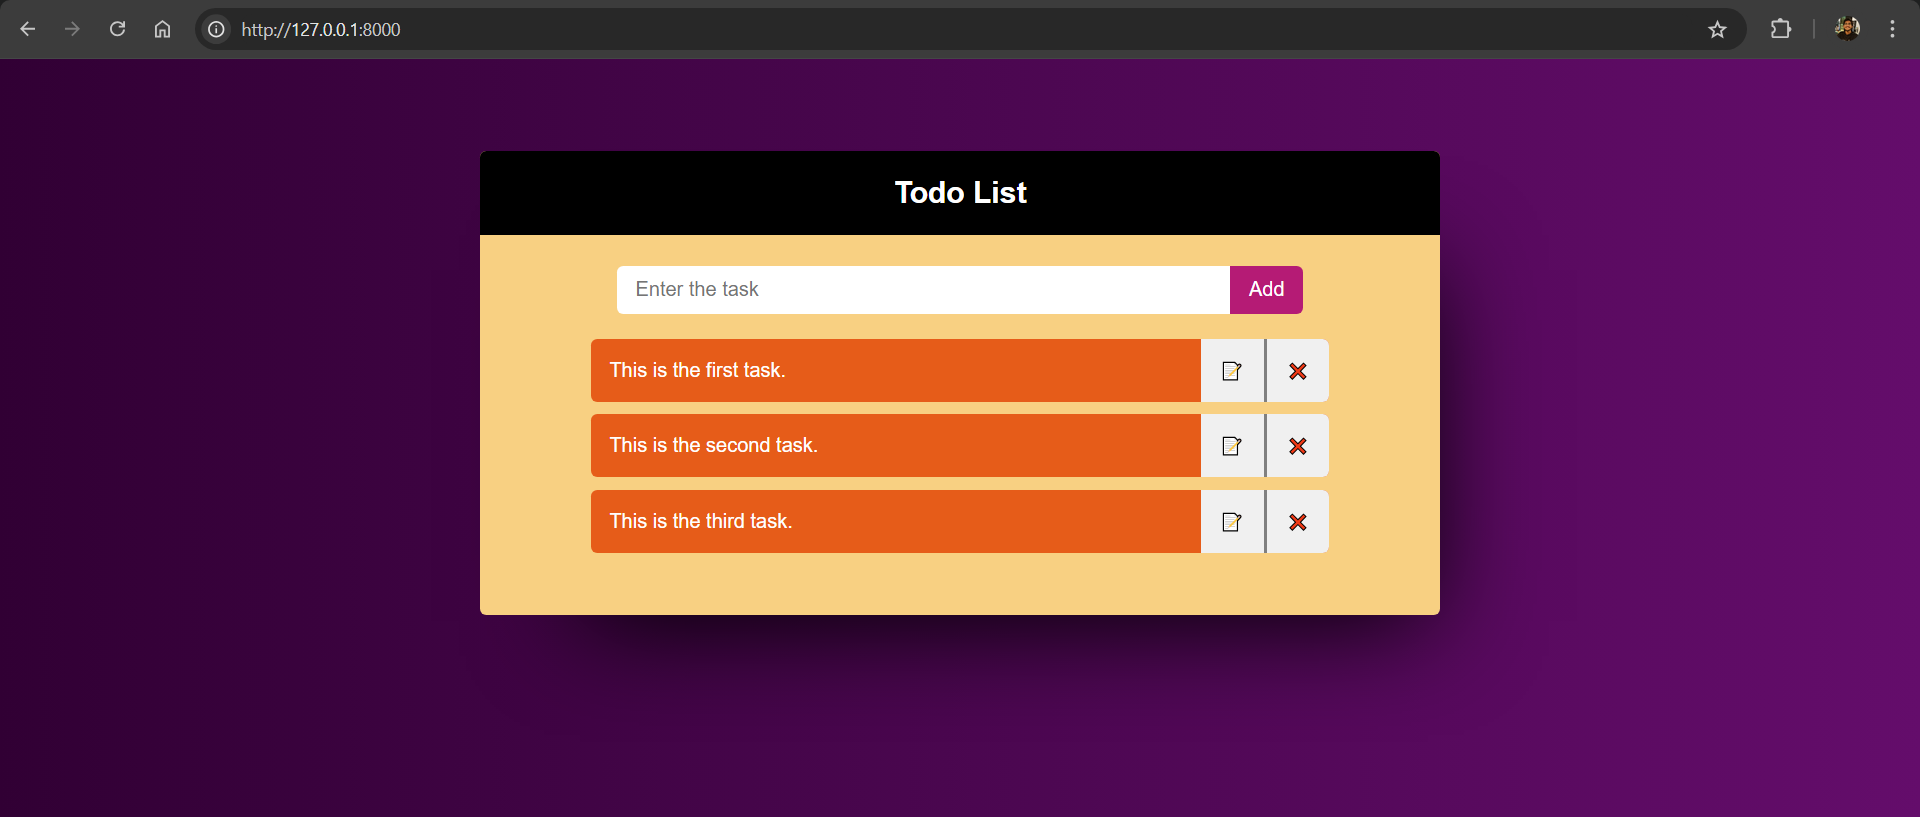 http://127.0.0.1:8000
Todo List
Enter the task
Add
This is the first task.
This is the second task.
This is the third task.